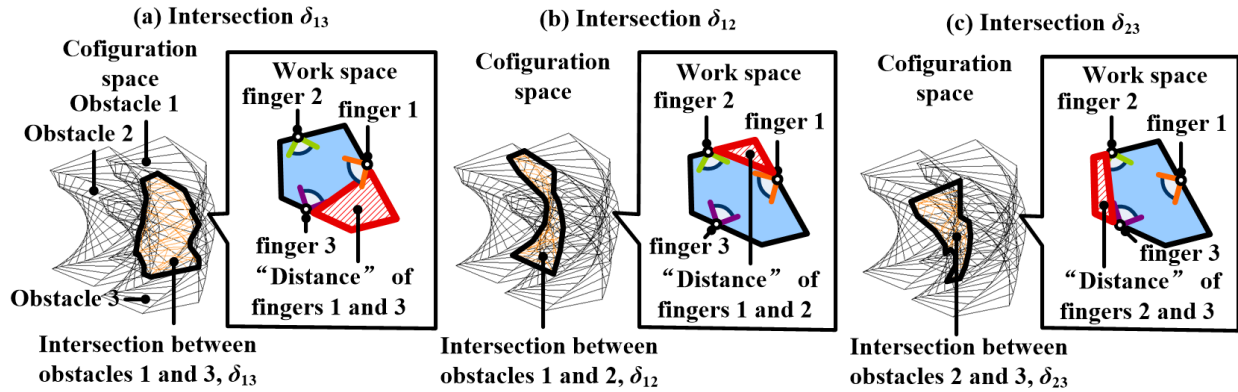 (a) Intersection δ13
Cofiguration
space
Obstacle 1
Obstacle 2
Obstacle 3
Intersection between
obstacles 1 and 3, δ13
Work space
finger 2
finger 1
finger 3
“Distance” of
fingers 1 and 3
(b) Intersection δ12
Cofiguration
space
Intersection between
obstacles 1 and 2, δ12
Work space
finger 2
finger 1
finger 3
“Distance” of
fingers 1 and 2
(c) Intersection δ23
Cofiguration
space
Intersection between
obstacles 2 and 3, δ23
Work space
finger 2
finger 1
finger 3
“Distance” of
fingers 2 and 3